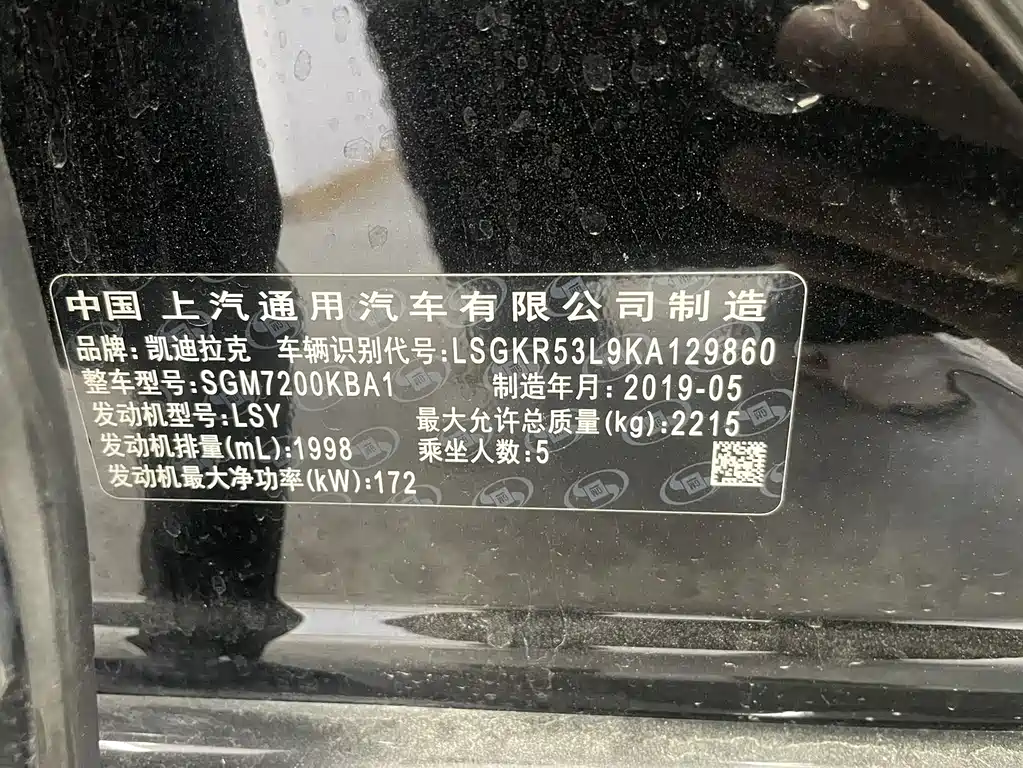 中国 上汽通用汽车有限公司制造
品牌:凯迪拉克 车辆识别代号:LSGKR53L9KA129860
整车型号:SGM7200KBA1 制造年月:2019-05
发动机型号:LSY 最大允许总质量(kg):2215
发动机排量(mL):1998 乘坐人数:5
发动机最大净功率(kW):172